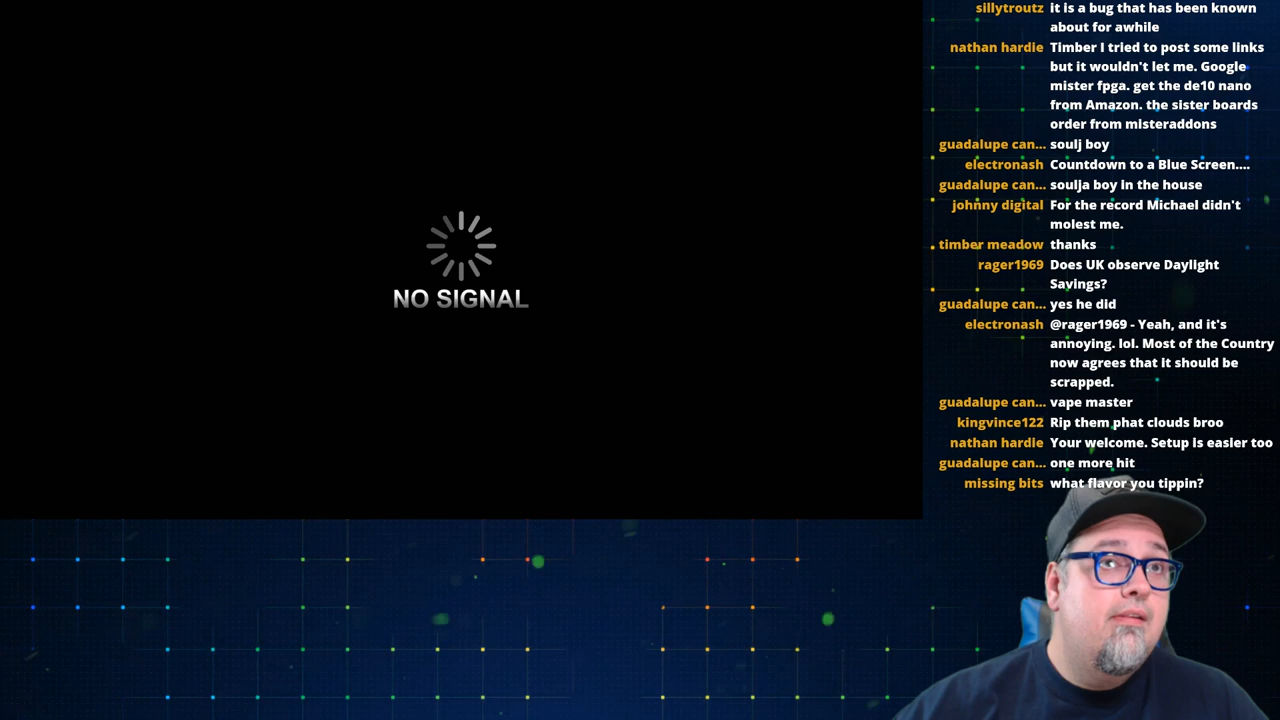 NO SIGNAL
sillytroutz it is a bug that has been known
about for awhile
nathan hardie Timber I tried to post some links
but it wouldn't let me. Google
mister fpga. get the de10 nano
from Amazon. the sister boards
order from misteraddons
guadalupe can... soulj boy
electronash Countdown to a Blue Screen....
guadalupe can... soulja boy in the house
johnny digital For the record Michael didn't
molest me.
timber meadow thanks
rager1969 Does UK observe Daylight
Savings?
guadalupe can... yes he did
electronash @rager1969 - Yeah, and it's
annoying. lol. Most of the Country
now agrees that it should be
scrapped.
guadalupe can... vape master
kingvince122 Rip them phat clouds broo
nathan hardie Your welcome. Setup is easier too
guadalupe can... one more hit
missing bits what flavor you tippin?